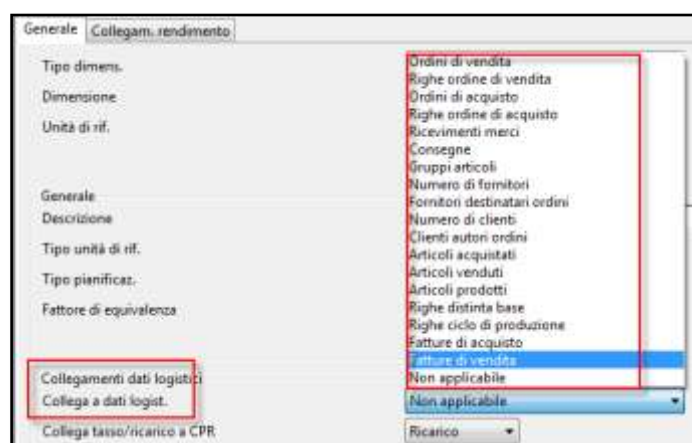 Generale Collegam. rendimento
Tipo dimens.
Dimensione
Unità di rif.
Generale
Descrizione
Tipo unità di rif.
Tipo pianificaz.
Fattore di equivalenza
Collegamenti dati logistici
Collega a dati logist.
Collega tasso/ricarico a CPR
Ordini di vendita
Righe ordine di vendita
Ordini di acquisto
Righe ordine di acquisto
Ricevimenti merci
Consegne
Gruppi articoli
Numero di fornitori
Fornitori destinatari ordini
Numero di clienti
Clienti autori ordini
Articoli acquistati
Articoli venduti
Articoli prodotti
Righe distinta base
Righe ciclo di produzione
Fatture di acquisto
Fatture di vendita
Non applicabile
Non applicabile
Ricarico